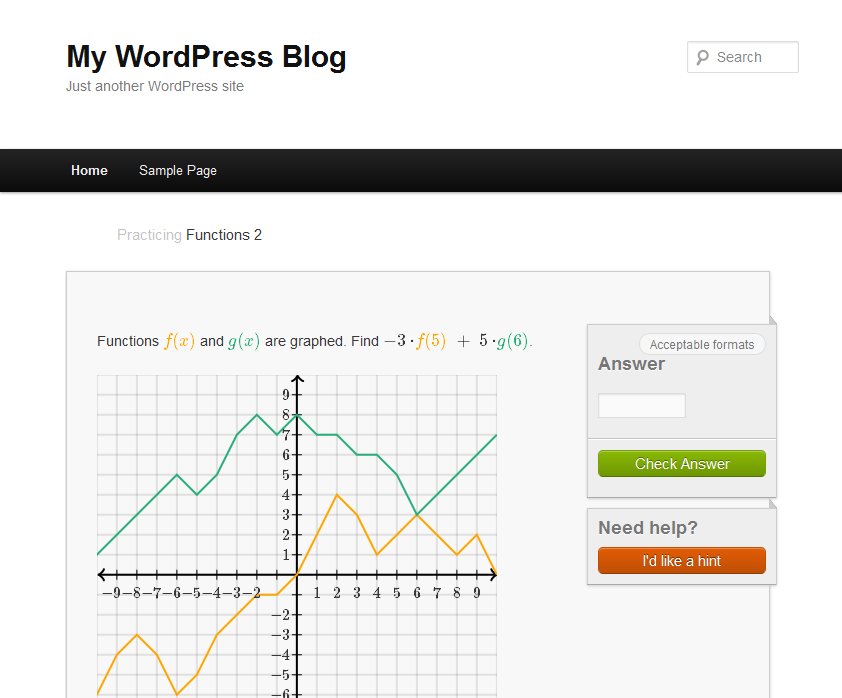 My WordPress Blog
Just another WordPress site
Search
Home Sample Page
Practicing Functions 2
Functions f(x) and g(x) are graphed. Find −3·f(5) + 5·g(6).
9
8
7
6
5
4
3
2
1
−9−8−7−6−5−4−3−2 1 2 3 4 5 6 7 8 9
−2
−3
−4
−5
−6
Acceptable formats
Answer
Check Answer
Need help?
I'd like a hint